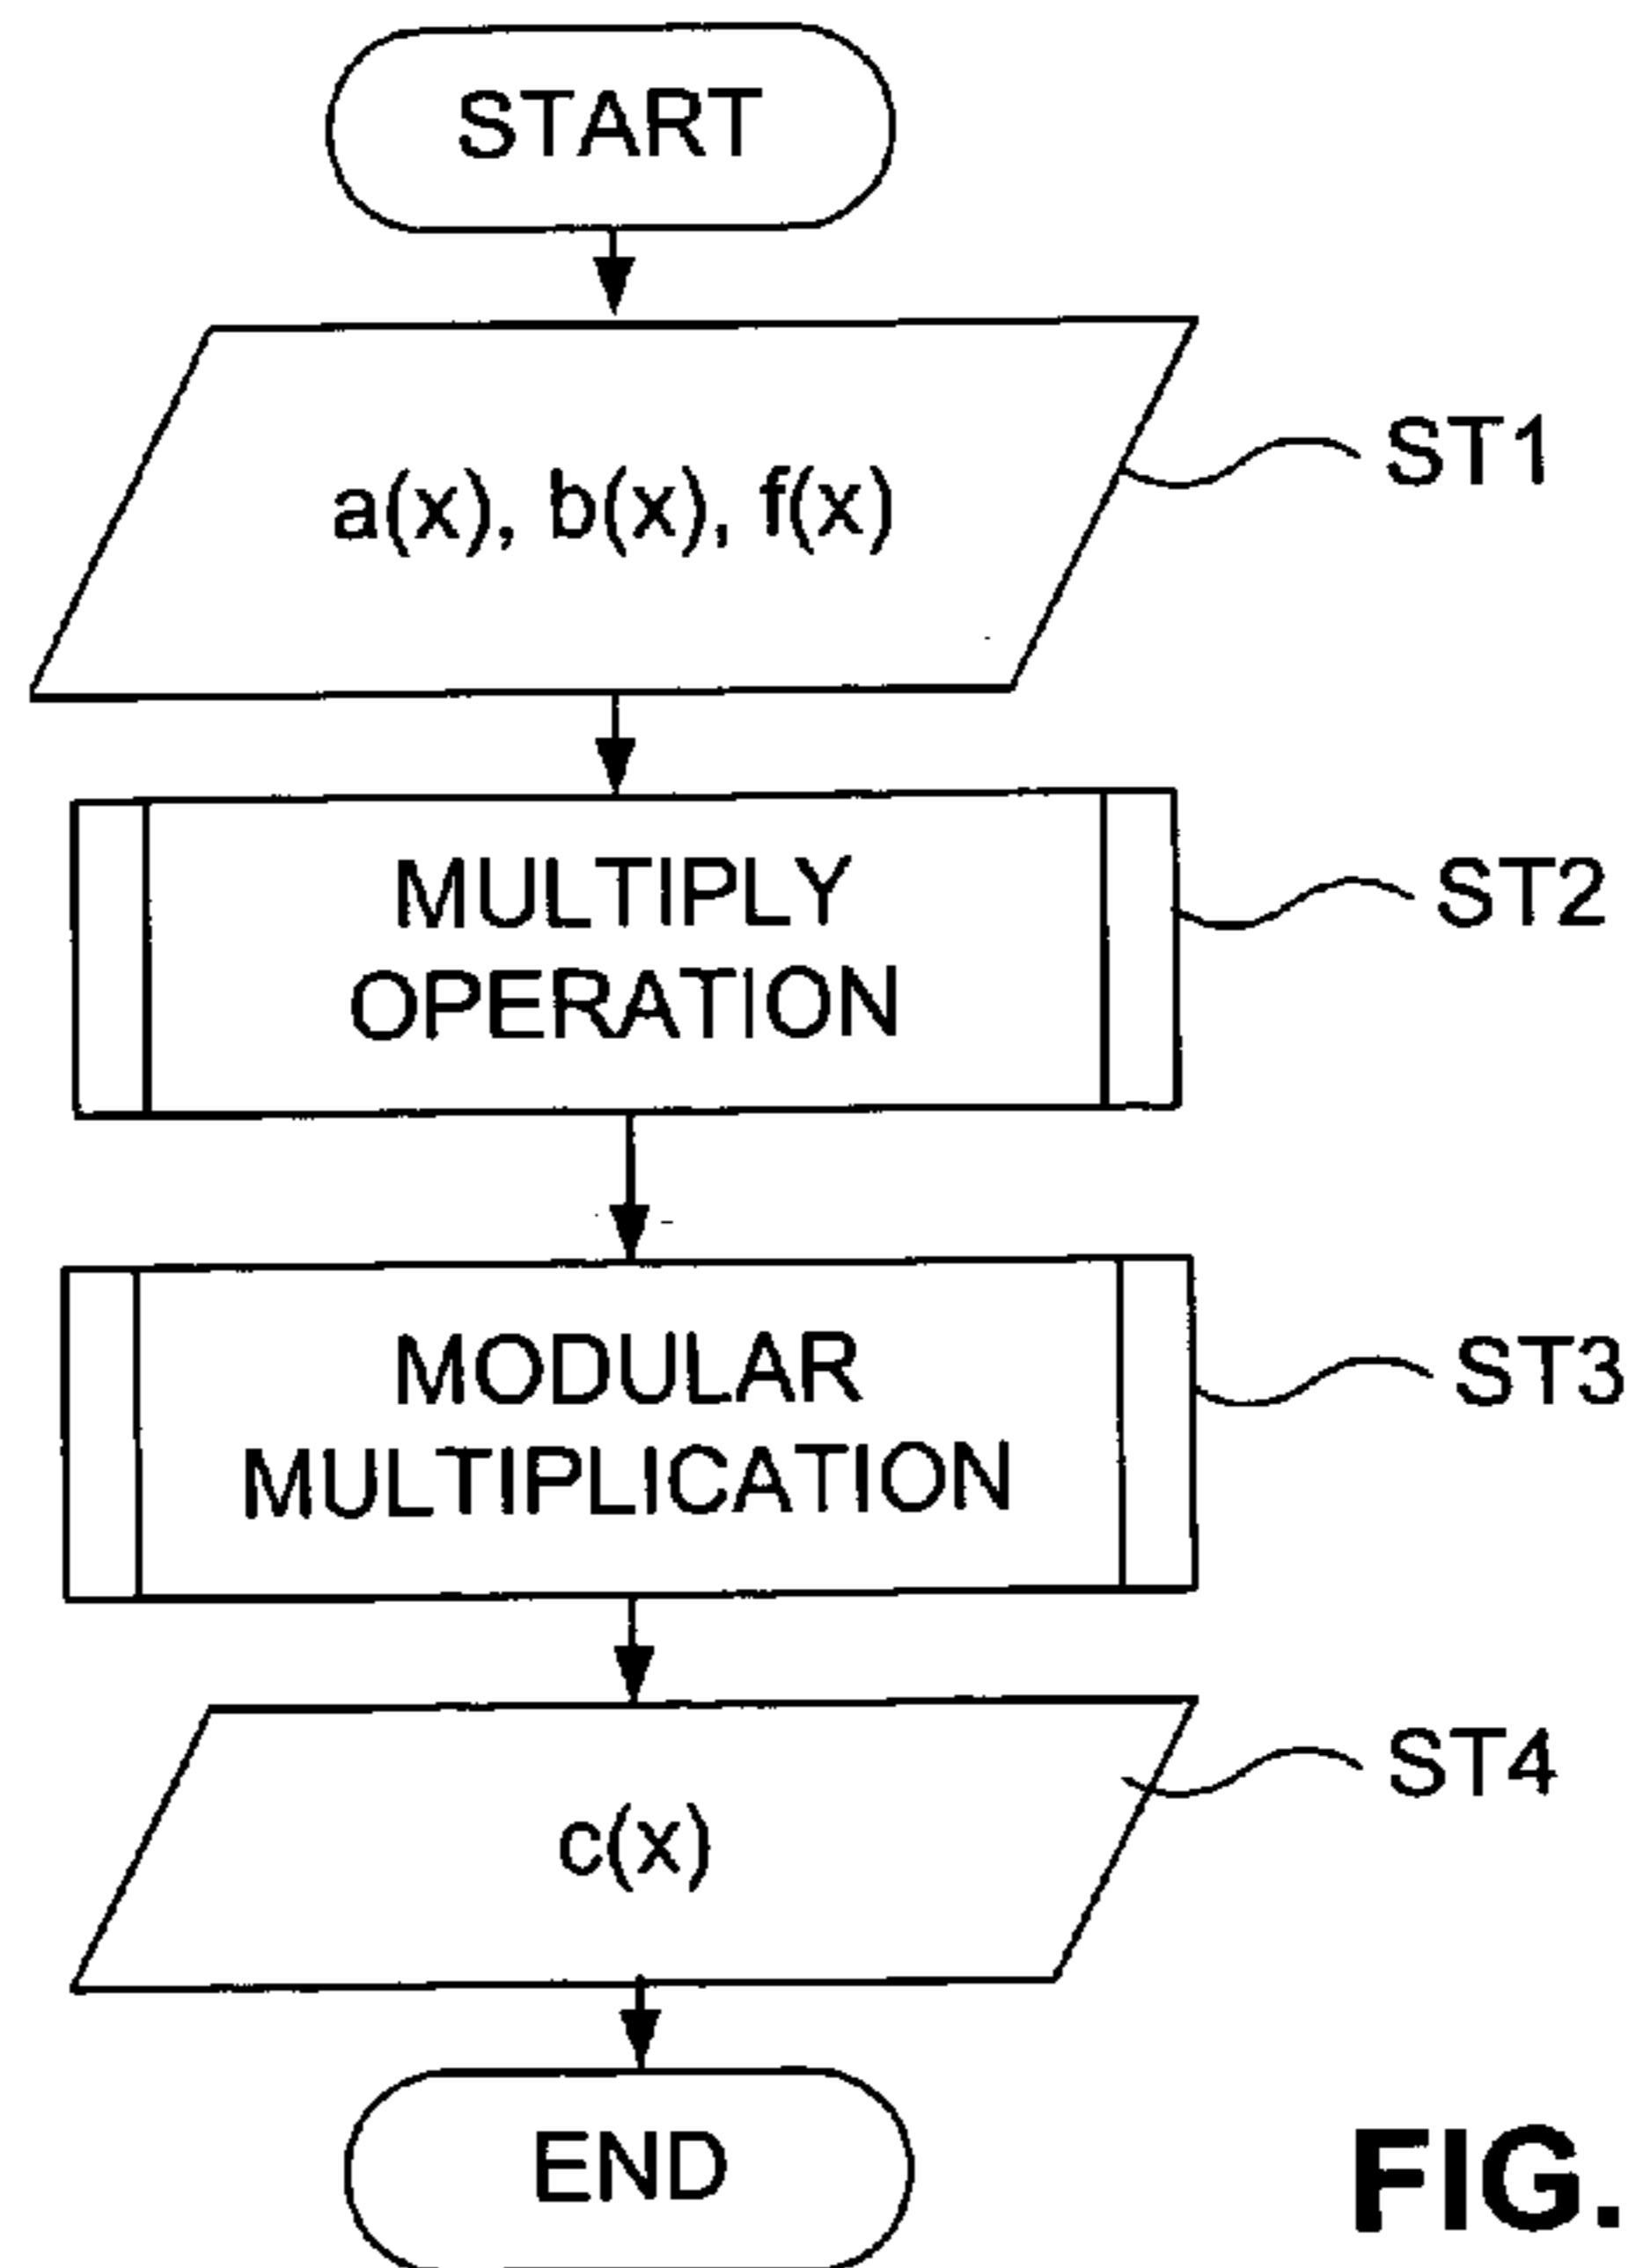 START
a(x), b(x), f(x)
ST1
MULTIPLY
OPERATION
ST2
MODULAR
MULTIPLICATION
ST3
c(x)
ST4
END
FIG.